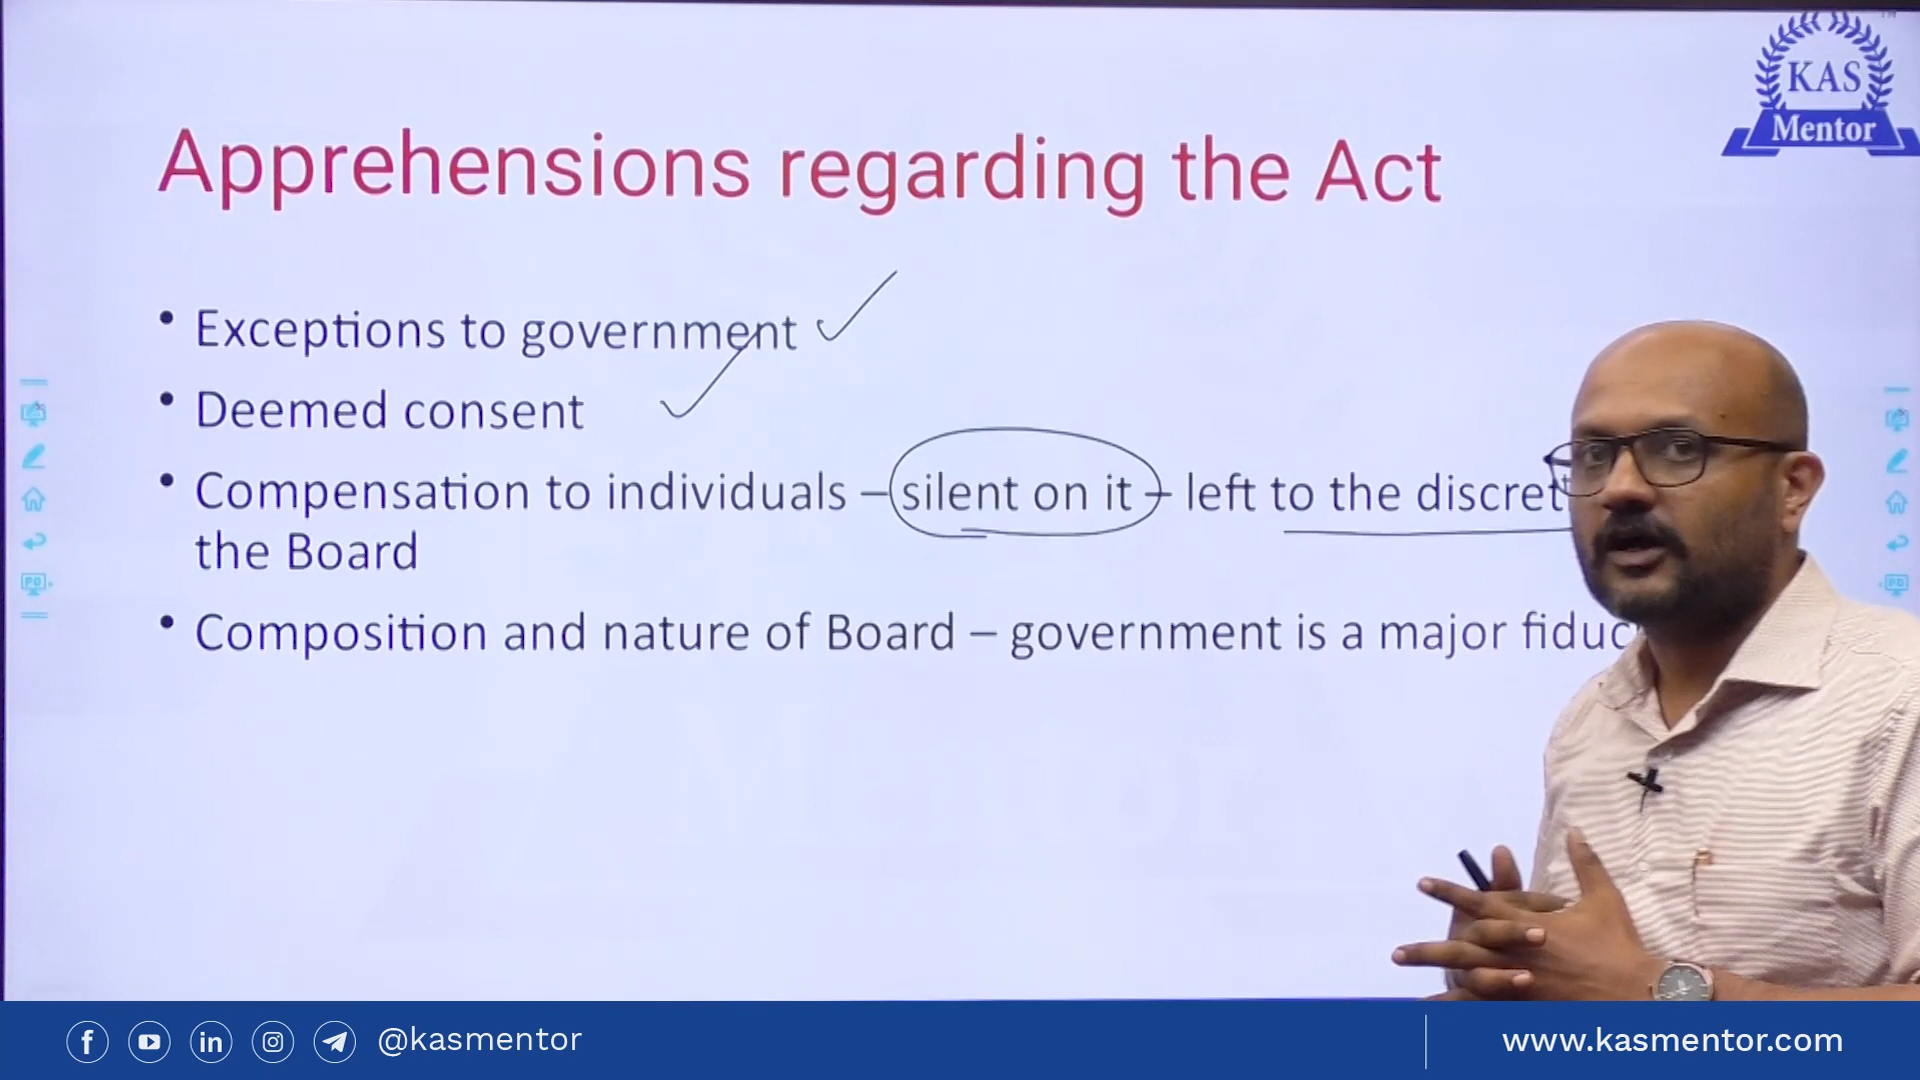 KAS
Mentor
TM
Apprehensions regarding the Act
• Exceptions to government
• Deemed consent
• Compensation to individuals – silent on it – left to the discret
the Board
• Composition and nature of Board – government is a major fiduc
@kasmentor
www.kasmentor.com